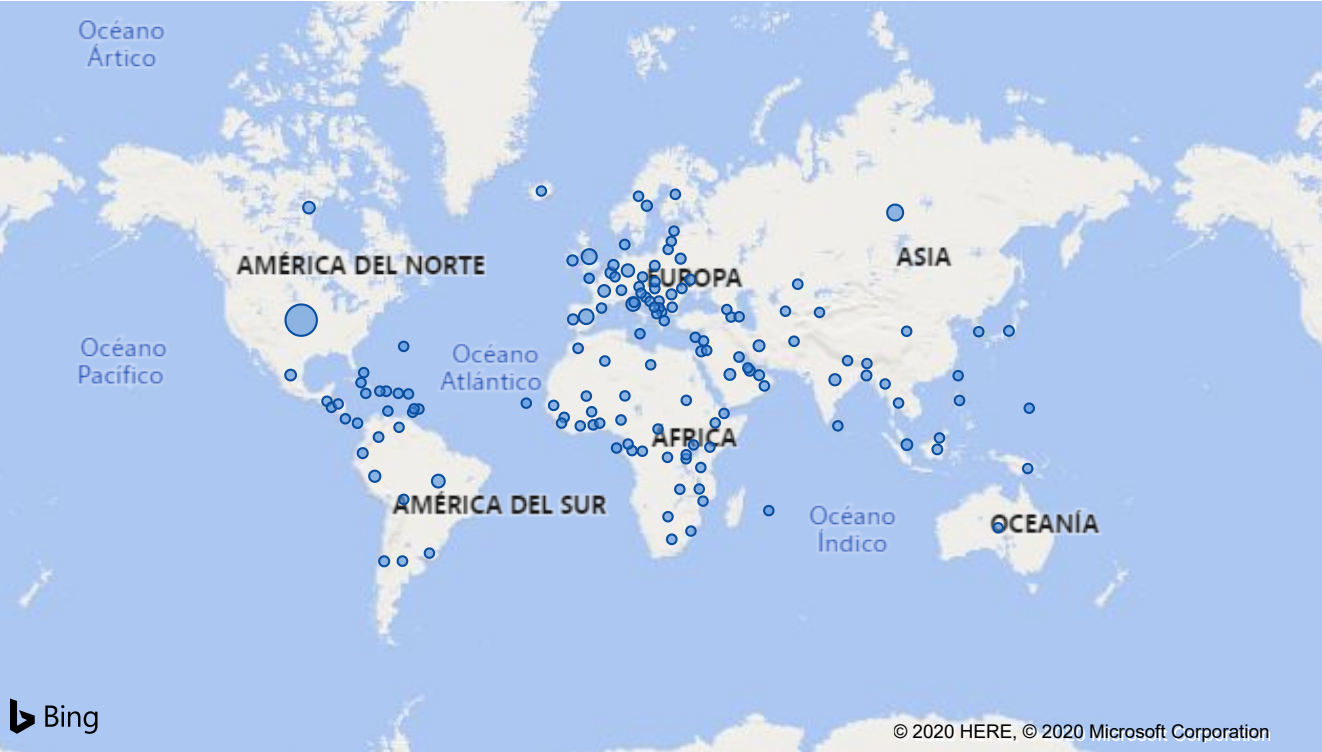 Océano
Ártico
AMÉRICA DEL NORTE
EUROPA
ASIA
Océano
Pacífico
Océano
Atlántico
ÁFRICA
AMÉRICA DEL SUR
Océano
Índico
OCEANÍA
Bing
© 2020 HERE, © 2020 Microsoft Corporation